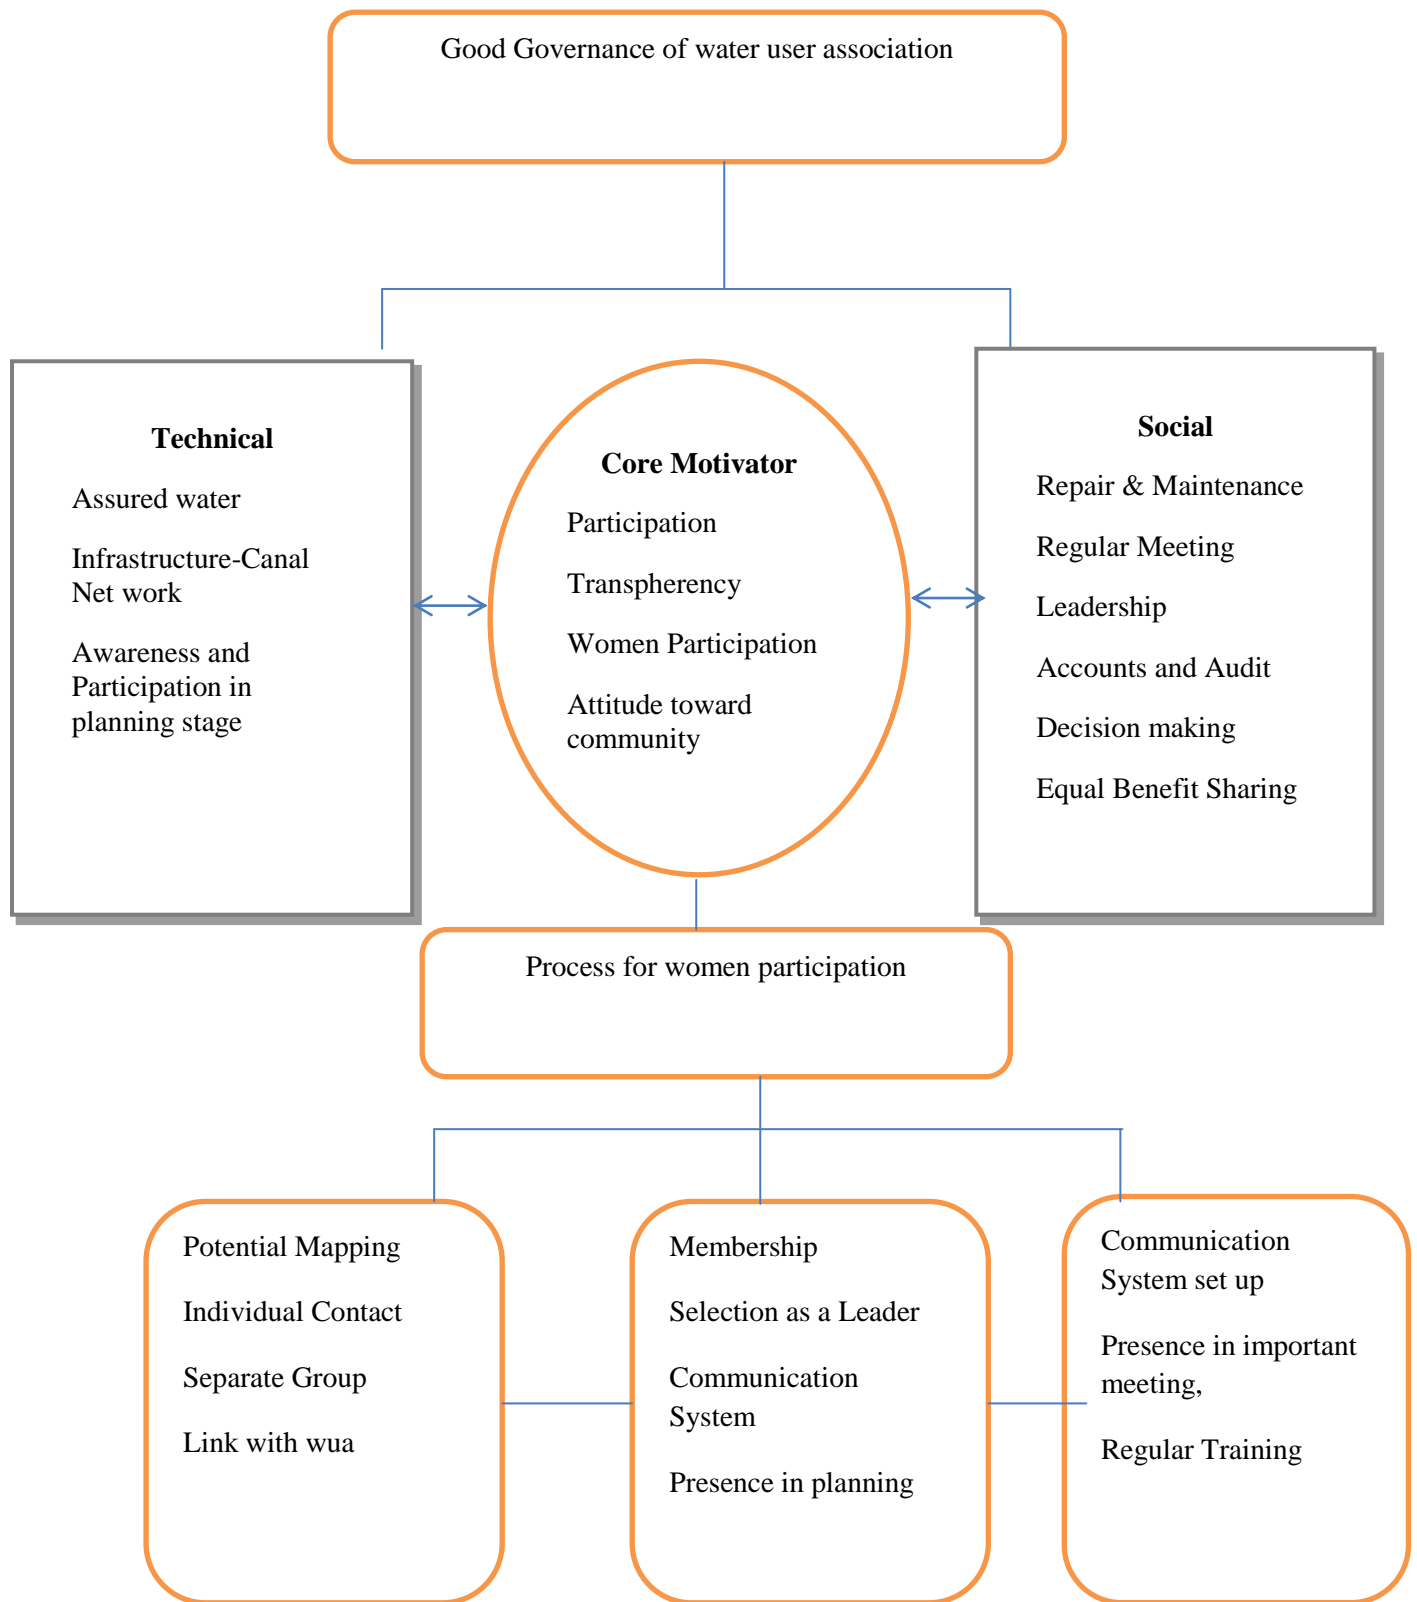 Good Governance of water user association
Technical
Assured water
Infrastructure-Canal
Net work
Awareness and
Participation in
planning stage
Core Motivator
Participation
Transpherency
Women Participation
Attitude toward
community
Social
Repair & Maintenance
Regular Meeting
Leadership
Accounts and Audit
Decision making
Equal Benefit Sharing
Process for women participation
Potential Mapping
Individual Contact
Separate Group
Link with wua
Membership
Selection as a Leader
Communication
System
Presence in planning
Communication
System set up
Presence in important
meeting,
Regular Training